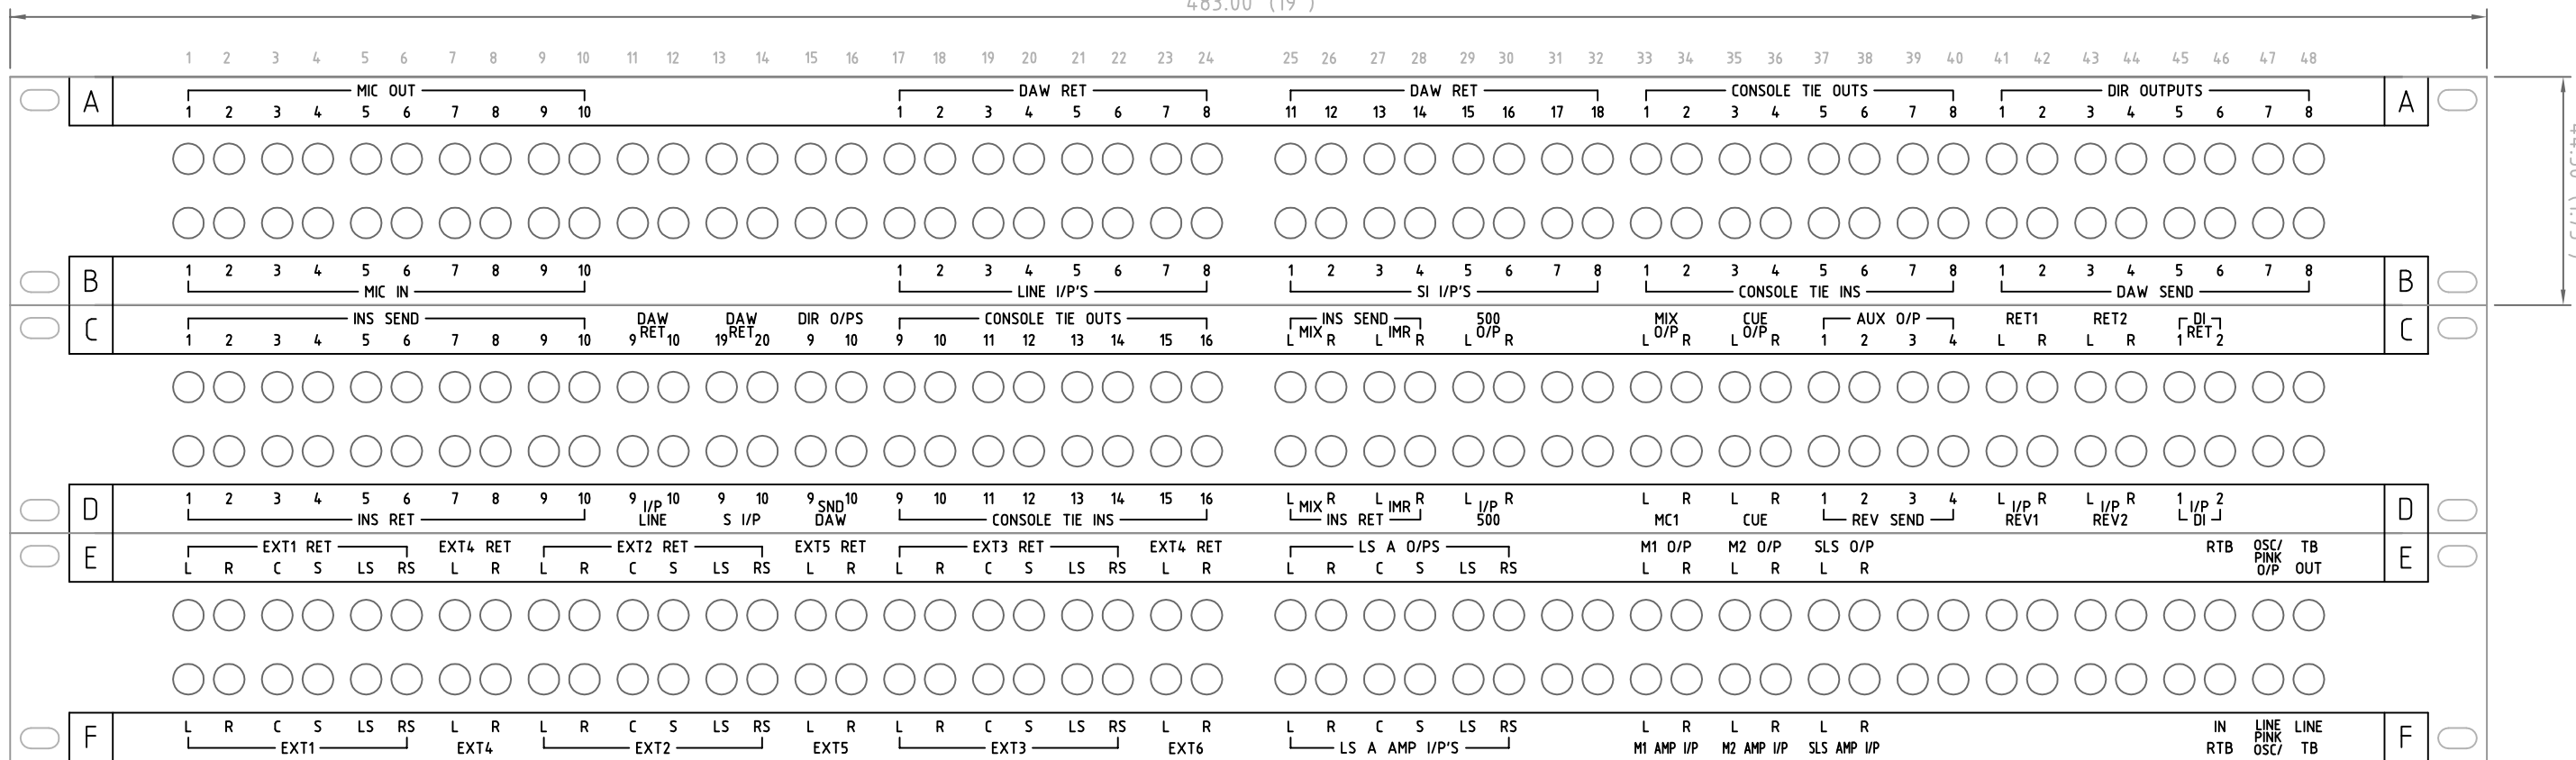 483.00 (19")
1 2 3 4 5 6 7 8 9 10 11 12 13 14 15 16 17 18 19 20 21 22 23 24 25 26 27 28 29 30 31 32 33 34 35 36 37 38 39 40 41 42 43 44 45 46 47 48
A MIC OUT DAW RET DAW RET CONSOLE TIE OUTS DIR OUTPUTS A
1 2 3 4 5 6 7 8 9 10 1 2 3 4 5 6 7 8 11 12 13 14 15 16 17 18 1 2 3 4 5 6 7 8 1 2 3 4 5 6 7 8
B 1 2 3 4 5 6 7 8 9 10 1 2 3 4 5 6 7 8 1 2 3 4 5 6 7 8 1 2 3 4 5 6 7 8 1 2 3 4 5 6 7 8 B
MIC IN LINE I/P'S SI I/P'S CONSOLE TIE INS DAW SEND
C INS SEND DAW DAW DIR O/PS CONSOLE TIE OUTS INS SEND 500 MIX CUE AUX O/P RET1 RET2 DI C
RET RET MIX IMR O/P O/P O/P RET
1 2 3 4 5 6 7 8 9 10 9 10 19 20 9 10 9 10 11 12 13 14 15 16 L R L R L R L R L R 1 2 3 4 L R L R 1 2
D 1 2 3 4 5 6 7 8 9 10 9 10 9 10 9 10 9 10 11 12 13 14 15 16 L R L R L R L R L R 1 2 3 4 L R L R 1 2 D
I/P SND MIX IMR I/P I/P I/P I/P
INS RET LINE S I/P DAW CONSOLE TIE INS INS RET 500 MC1 CUE REV SEND REV1 REV2 DI
E EXT1 RET EXT4 RET EXT2 RET EXT5 RET EXT3 RET EXT4 RET LS A O/PS M1 O/P M2 O/P SLS O/P RTB OSC/ TB E
PINK
L R C S LS RS L R L R C S LS RS L R L R C S LS RS L R L R C S LS RS L R L R L R O/P OUT
F L R C S LS RS L R L R C S LS RS L R L R C S LS RS L R L R C S LS RS L R L R L R IN LINE LINE F
PINK
EXT1 EXT4 EXT2 EXT5 EXT3 EXT6 LS A AMP I/P'S M1 AMP I/P M2 AMP I/P SLS AMP I/P RTB OSC/ TB